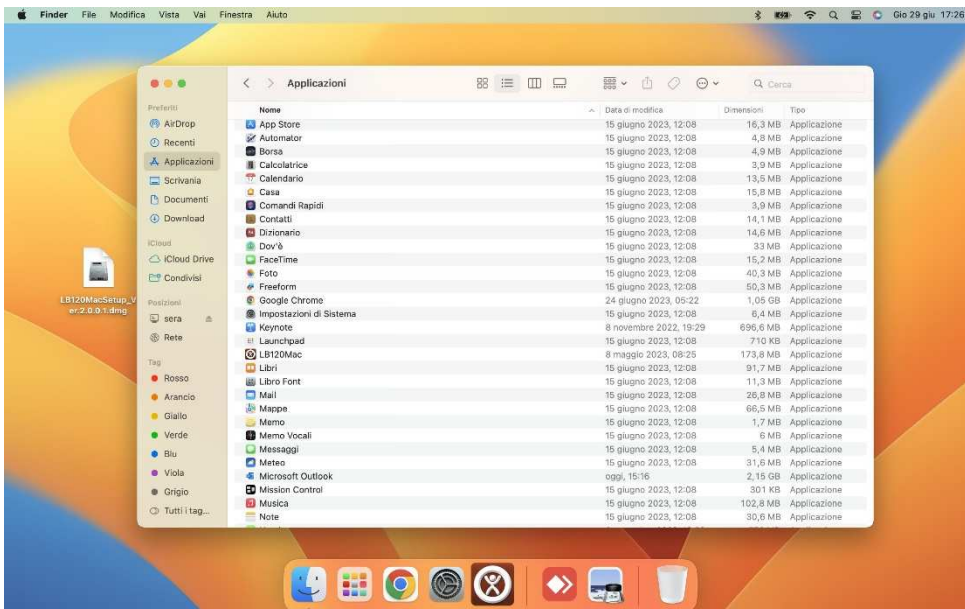 Finder File Modifica Vista Vai Finestra Aiuto Gio 29 giu 17:26
Applicazioni Cerca
Preferiti
AirDrop
Recenti
Applicazioni
Scrivania
Documenti
Download
iCloud
iCloud Drive
Condivisi
Posizioni
sera
Rete
Tag
Rosso
Arancio
Giallo
Verde
Blu
Viola
Grigio
Tutti i tag...
Nome Data di modifica Dimensioni Tipo
App Store 15 giugno 2023, 12:08 16,3 MB Applicazione
Automator 15 giugno 2023, 12:08 4,8 MB Applicazione
Borsa 15 giugno 2023, 12:08 4,9 MB Applicazione
Calcolatrice 15 giugno 2023, 12:08 3,9 MB Applicazione
Calendario 15 giugno 2023, 12:08 13,5 MB Applicazione
Casa 15 giugno 2023, 12:08 15,8 MB Applicazione
Comandi Rapidi 15 giugno 2023, 12:08 3,9 MB Applicazione
Contatti 15 giugno 2023, 12:08 14,1 MB Applicazione
Dizionario 15 giugno 2023, 12:08 14,6 MB Applicazione
Dov'è 15 giugno 2023, 12:08 33 MB Applicazione
FaceTime 15 giugno 2023, 12:08 15,2 MB Applicazione
Foto 15 giugno 2023, 12:08 40,3 MB Applicazione
Freeform 15 giugno 2023, 12:08 50,3 MB Applicazione
Google Chrome 24 giugno 2023, 05:22 1,05 GB Applicazione
Impostazioni di Sistema 15 giugno 2023, 12:08 6,4 MB Applicazione
Keynote 8 novembre 2022, 19:29 696,6 MB Applicazione
Launchpad 15 giugno 2023, 12:08 710 KB Applicazione
LB120Mac 8 maggio 2023, 08:25 173,8 MB Applicazione
Libri 15 giugno 2023, 12:08 91,7 MB Applicazione
Libro Font 15 giugno 2023, 12:08 11,3 MB Applicazione
Mail 15 giugno 2023, 12:08 26,8 MB Applicazione
Mappe 15 giugno 2023, 12:08 66,5 MB Applicazione
Memo 15 giugno 2023, 12:08 1,7 MB Applicazione
Memo Vocali 15 giugno 2023, 12:08 6 MB Applicazione
Messaggi 15 giugno 2023, 12:08 5,4 MB Applicazione
Meteo 15 giugno 2023, 12:08 31,6 MB Applicazione
Microsoft Outlook oggi, 15:16 2,15 GB Applicazione
Mission Control 15 giugno 2023, 12:08 301 KB Applicazione
Musica 15 giugno 2023, 12:08 102,8 MB Applicazione
Note 15 giugno 2023, 12:08 30,6 MB Applicazione
LB120MacSetup_V
er.2.0.0.1.dmg